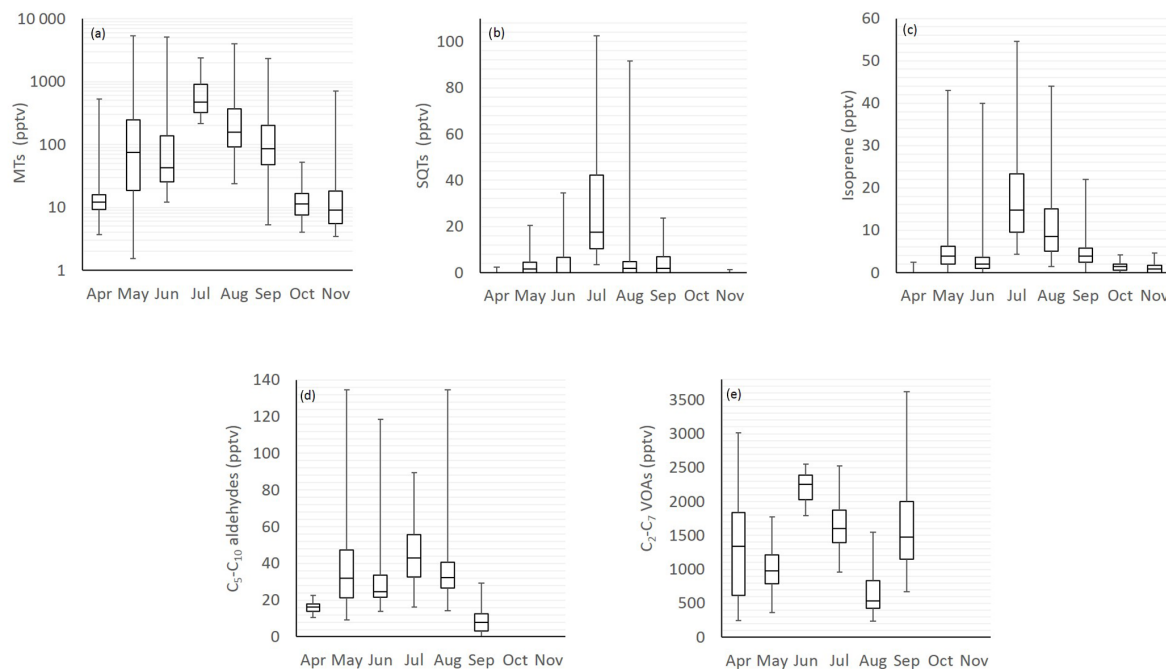 (a)
MTs (pptv)
10 000
1000
100
10
1
Apr May Jun Jul Aug Sep Oct Nov
(b)
SQTs (pptv)
100
80
60
40
20
0
Apr May Jun Jul Aug Sep Oct Nov
(c)
Isoprene (pptv)
60
50
40
30
20
10
0
Apr May Jun Jul Aug Sep Oct Nov
(d)
C₅-C₁₀ aldehydes (pptv)
140
120
100
80
60
40
20
0
Apr May Jun Jul Aug Sep Oct Nov
(e)
C₂-C₇ VOAs (pptv)
3500
3000
2500
2000
1500
1000
500
0
Apr May Jun Jul Aug Sep Oct Nov